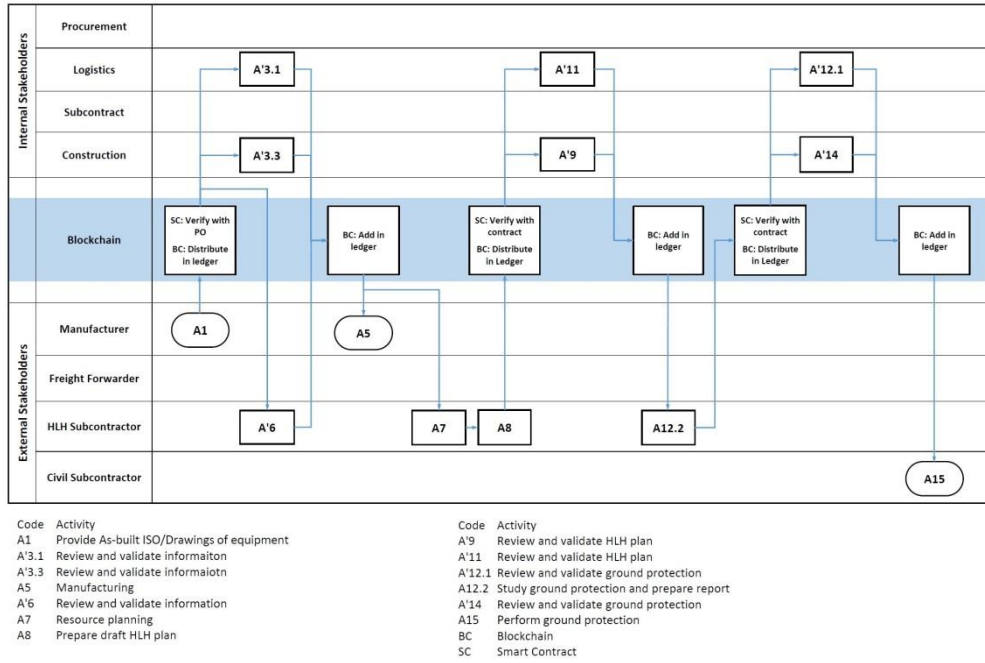 Internal Stakeholders
Procurement
Logistics
A'3.1
A'11
A'12.1
Subcontract
Construction
A'3.3
A'9
A'14
Blockchain
SC: Verify with
PO
BC: Distribute
in ledger
BC: Add in
ledger
SC: Verify with
contract
BC: Distribute
in Ledger
BC: Add in
ledger
SC: Verify with
contract
BC: Distribute
in Ledger
BC: Add in
ledger
External Stakeholders
Manufacturer
A1
A5
Freight Forwarder
HLH Subcontractor
A'6
A7
A8
A12.2
Civil Subcontractor
A15
Code Activity
A1 Provide As-built ISO/Drawings of equipment
A'3.1 Review and validate informaiton
A'3.3 Review and validate informaiotn
A5 Manufacturing
A'6 Review and validate information
A7 Resource planning
A8 Prepare draft HLH plan
Code Activity
A'9 Review and validate HLH plan
A'11 Review and validate HLH plan
A'12.1 Review and validate ground protection
A12.2 Study ground protection and prepare report
A'14 Review and validate ground protection
A15 Perform ground protection
BC Blockchain
SC Smart Contract